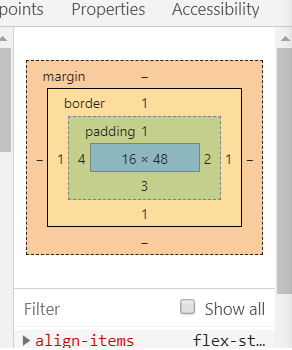 points Properties Accessibility
margin –
border 1
padding 1
– 1 4 16 × 48 2 1 –
3
1
–
Filter Show all
align-items flex-st…